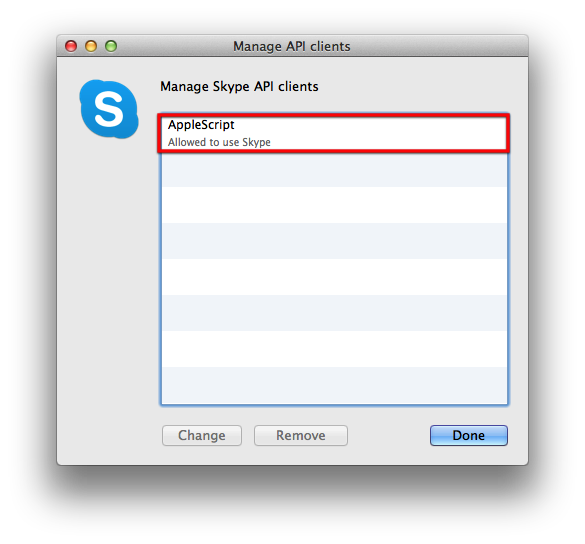 Manage API clients
S
Manage Skype API clients
AppleScript
Allowed to use Skype
Change
Remove
Done